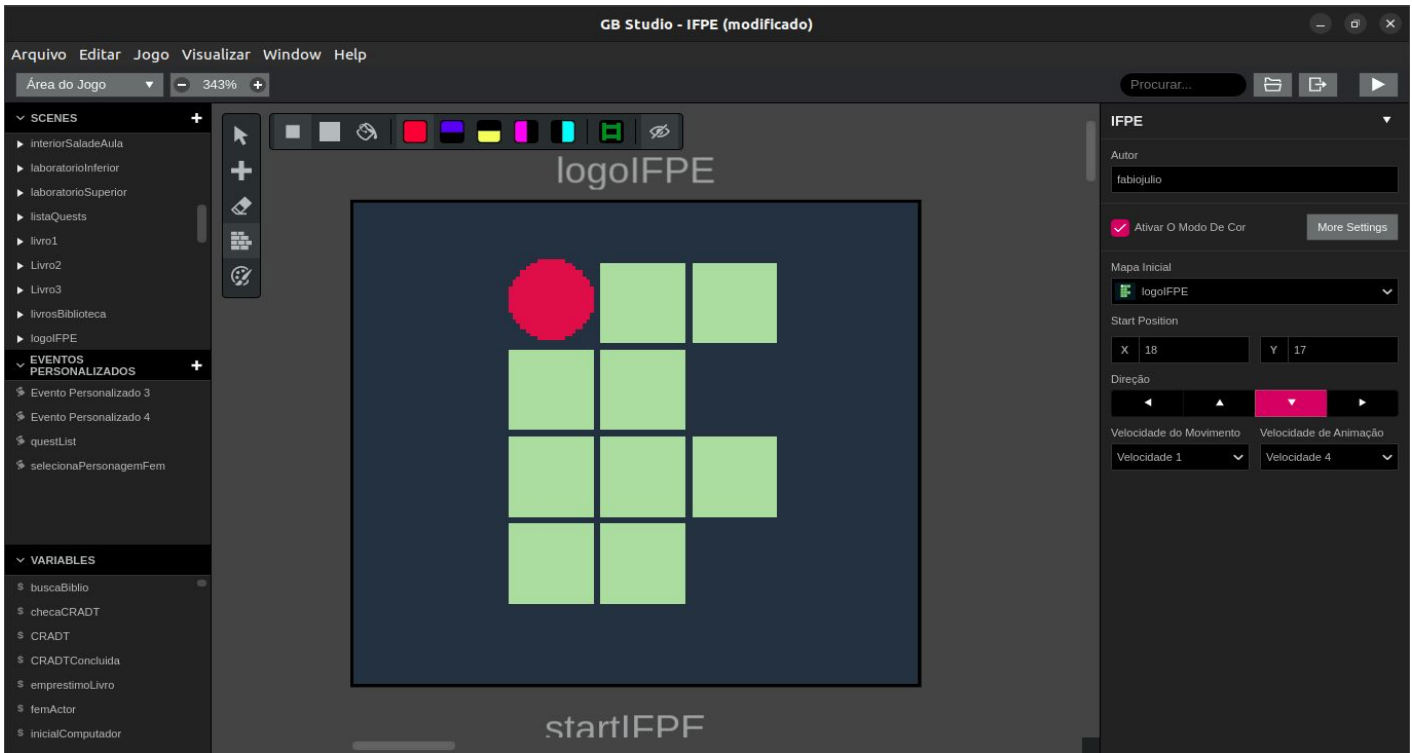 GB Studio - IFPE (modificado)
Arquivo Editar Jogo Visualizar Window Help
Área do Jogo
343%
Procurar...
SCENES
interiorSaladeAula
laboratorioInferior
laboratorioSuperior
listaQuests
livro1
Livro2
Livro3
livrosBiblioteca
logoIFPE
EVENTOS
PERSONALIZADOS
Evento Personalizado 3
Evento Personalizado 4
questList
selecionaPersonagemFem
VARIABLES
$ buscaBiblio
$ checaCRADT
$ CRADT
$ CRADTConcluida
$ emprestimoLivro
$ femActor
$ inicialComputador
logoIFPE
startIFPE
IFPE
Autor
fabiojulio
Ativar O Modo De Cor
More Settings
Mapa Inicial
logoIFPE
Start Position
X 18 Y 17
Direção
Velocidade do Movimento Velocidade de Animação
Velocidade 1 Velocidade 4